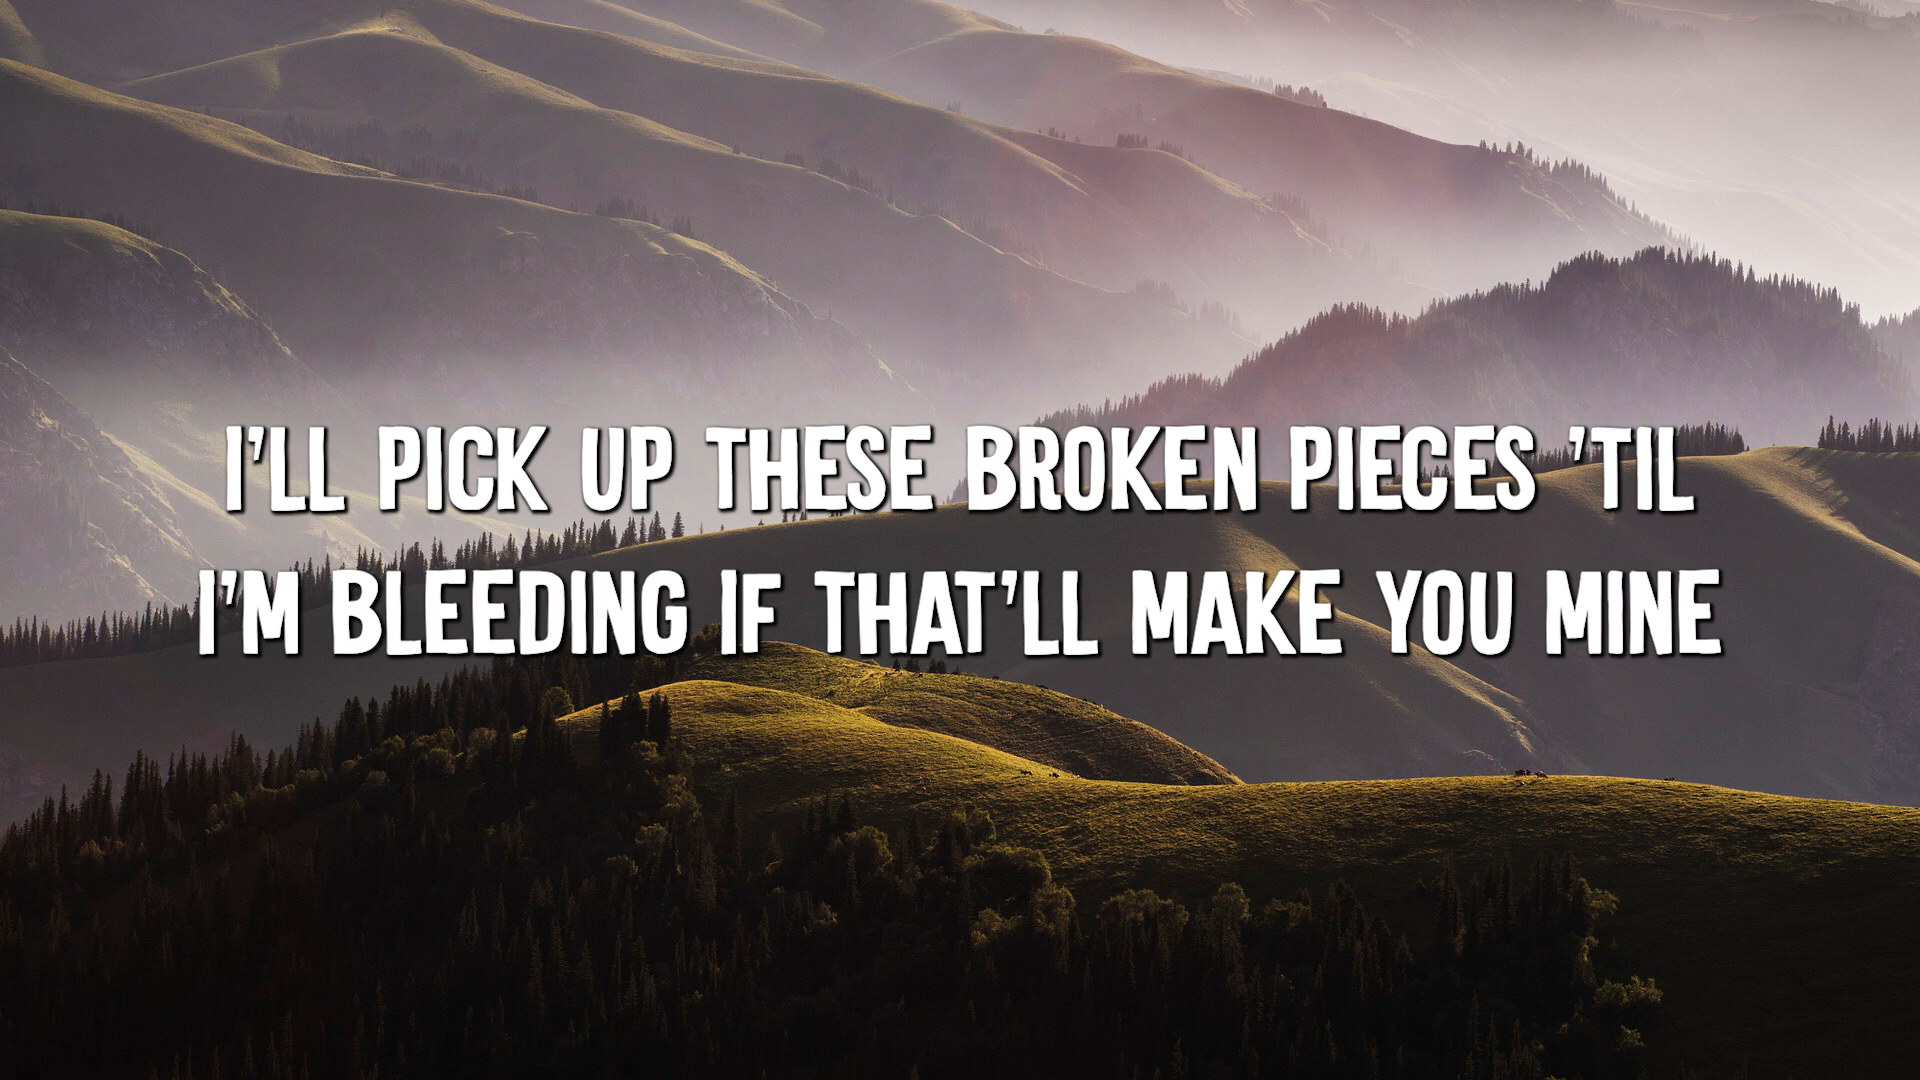 I'LL PICK UP THESE BROKEN PIECES 'TIL
I'M BLEEDING IF THAT'LL MAKE YOU MINE